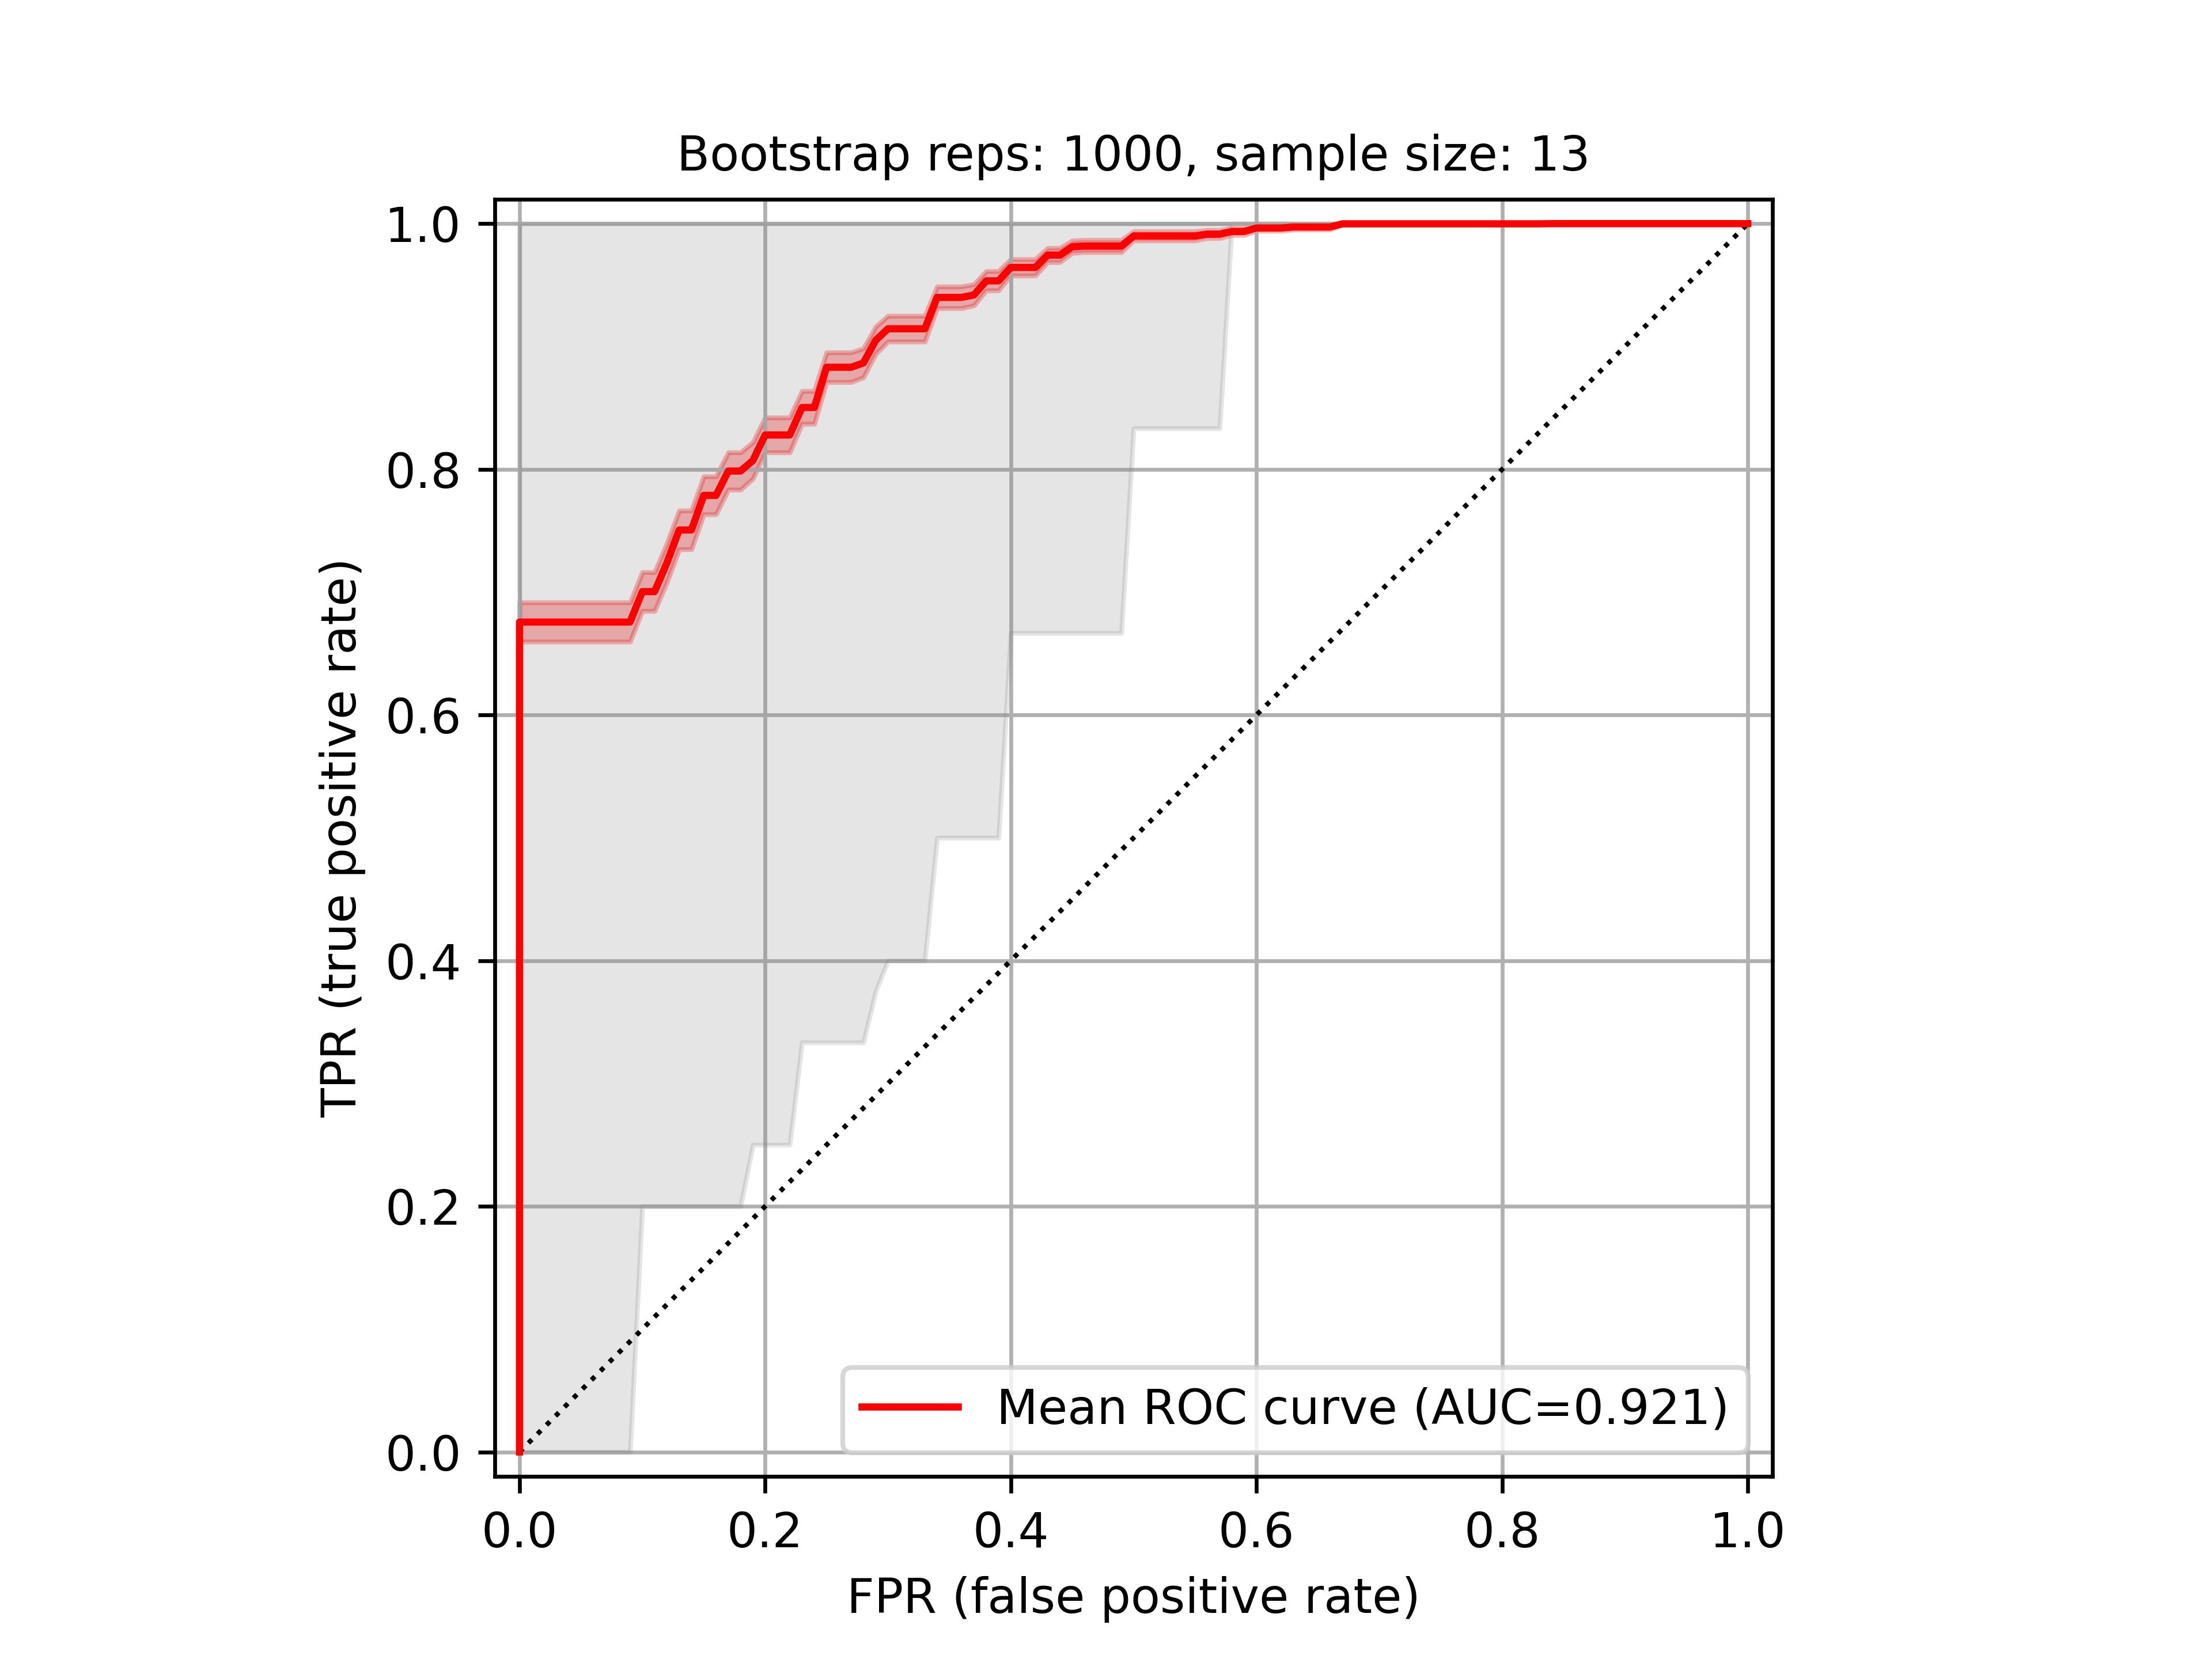 Bootstrap reps: 1000, sample size: 13
1.0
0.8
0.6
0.4
0.2
0.0
TPR (true positive rate)
Mean ROC curve (AUC=0.921)
0.0 0.2 0.4 0.6 0.8 1.0
FPR (false positive rate)